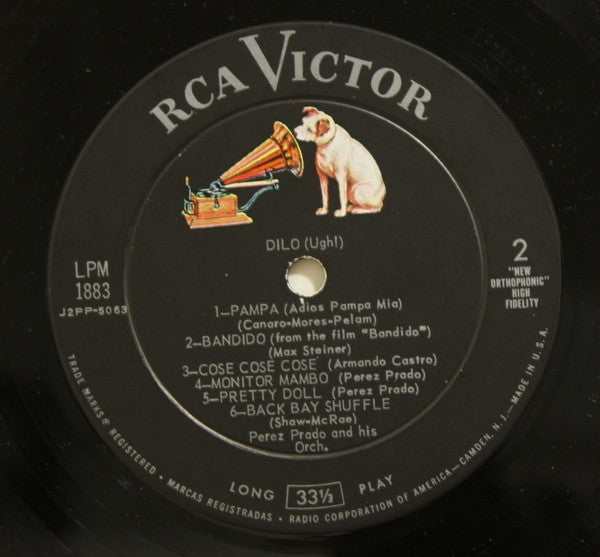 RCA VICTOR
DILO (Ugh!)
LPM
1883
J2PP-5063
2
"NEW
ORTHOPHONIC"
HIGH
FIDELITY
1—PAMPA (Adios Pampa Mia)
(Canaro-Mores-Pelam)
2—BANDIDO (from the film "Bandido")
(Max Steiner)
3—COSE COSE COSE (Armando Castro)
4—MONITOR MAMBO (Perez Prado)
5—PRETTY DOLL (Perez Prado)
6—BACK BAY SHUFFLE
(Shaw-McRae)
Perez Prado and his
Orch.
LONG 33⅓ PLAY
TRADE MARKS ® REGISTERED • MARCAS REGISTRADAS • RADIO CORPORATION OF AMERICA—CAMDEN, N.J.—MADE IN U.S.A.